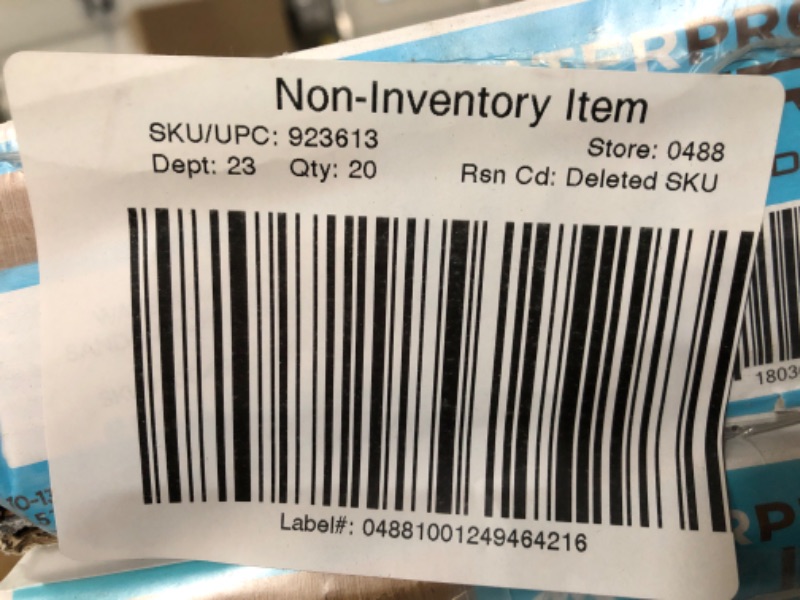 Non-Inventory Item
SKU/UPC: 923613
Store: 0488
Dept: 23 Qty: 20
Rsn Cd: Deleted SKU
Label#: 04881001249464216